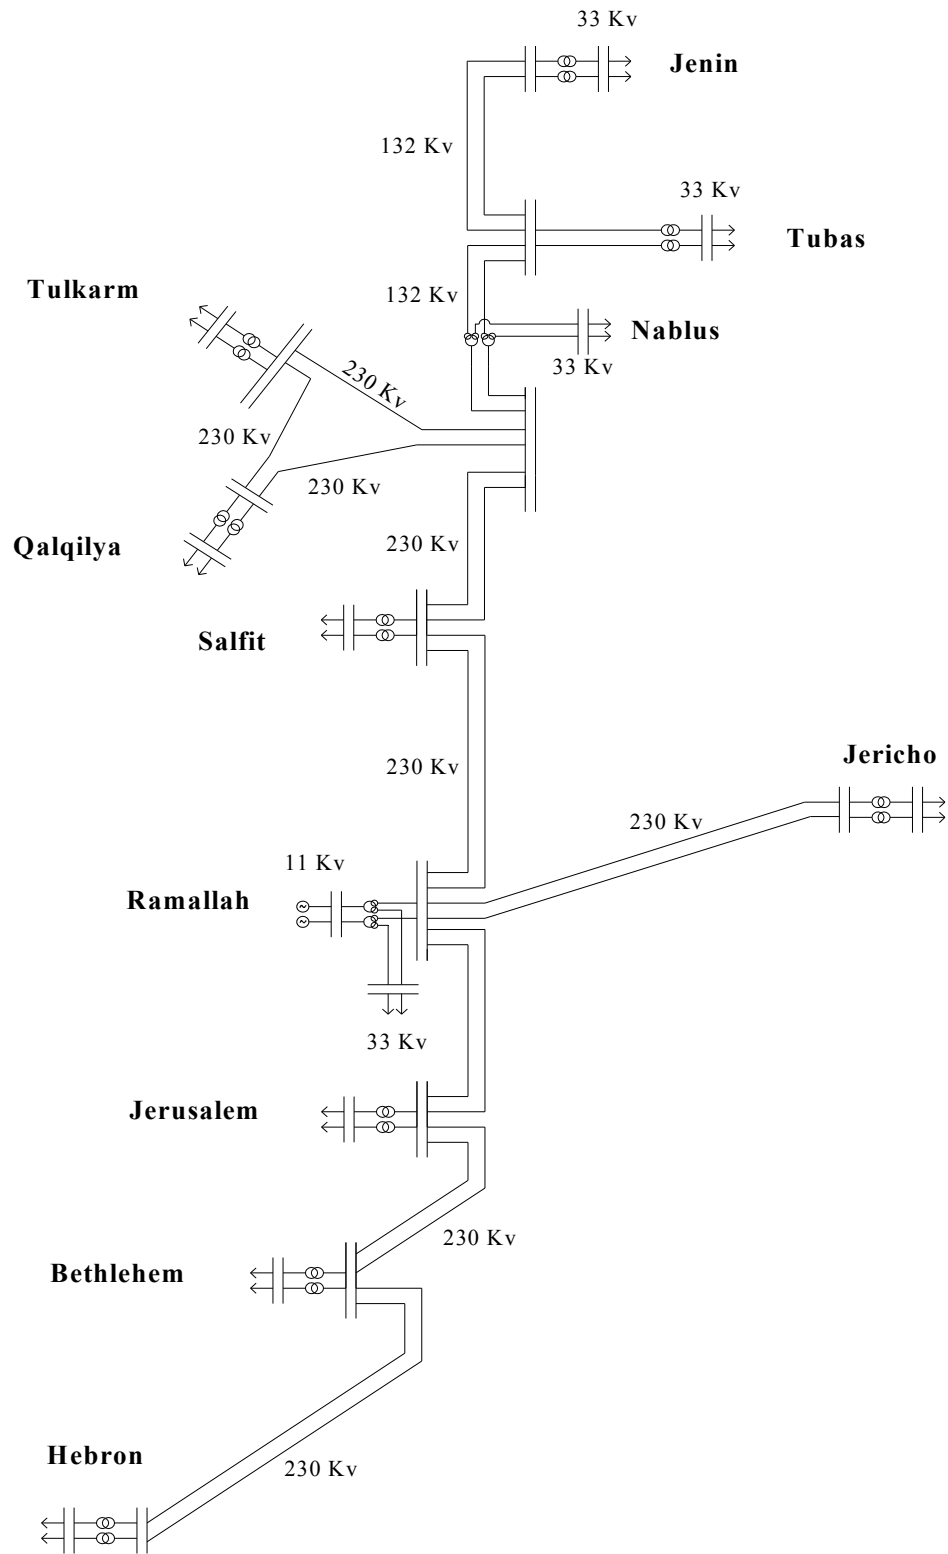 33 Kv
Jenin
132 Kv
33 Kv
Tubas
Tulkarm
132 Kv
Nablus
33 Kv
230 Kv
230 Kv
230 Kv
Qalqilya
230 Kv
Salfit
230 Kv
Jericho
230 Kv
11 Kv
Ramallah
~
~
33 Kv
Jerusalem
230 Kv
Bethlehem
Hebron
230 Kv